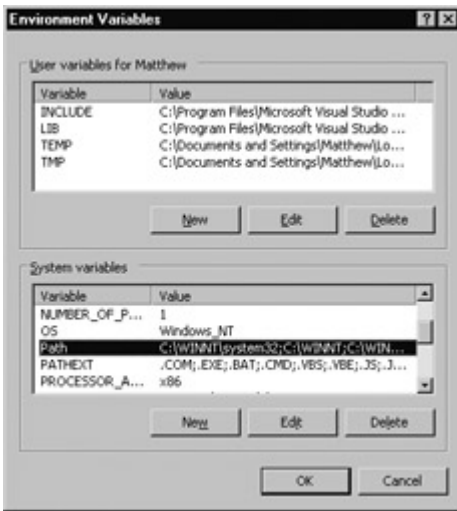 Environment Variables
User variables for Matthew
Variable Value
INCLUDE C:\Program Files\Microsoft Visual Studio ...
LIB C:\Program Files\Microsoft Visual Studio ...
TEMP C:\Documents and Settings\Matthew\Lo...
TMP C:\Documents and Settings\Matthew\Lo...
New Edit Delete
System variables
Variable Value
NUMBER_OF_P... 1
OS Windows_NT
Path C:\WINNT\system32;C:\WINNT;C:\WIN...
PATHEXT .COM;.EXE;.BAT;.CMD;.VBS;.VBE;.JS;.J...
PROCESSOR_A... x86
New Edit Delete
OK Cancel